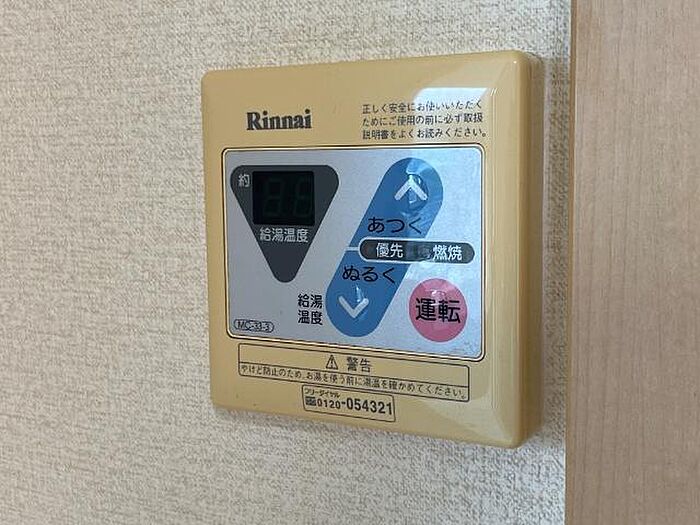 Rinnai
正しく安全にお使いいただく
ためにご使用の前に必ず取扱
説明書をよくお読みください。
約
給湯温度
あつく
優先 燃焼
ぬるく
給湯
温度
運転
MC-33-3
⚠ 警告
やけど防止のため、お湯を使う前に湯温を確かめてください。
フリーダイヤル
0120-054321